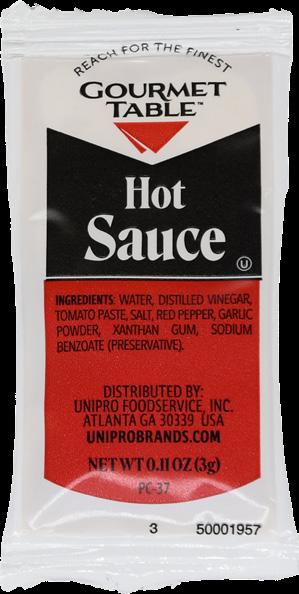 REACH FOR THE FINEST
GOURMET
TABLE™
Hot
Sauce
U
INGREDIENTS: WATER, DISTILLED VINEGAR,
TOMATO PASTE, SALT, RED PEPPER, GARLIC
POWDER, XANTHAN GUM, SODIUM
BENZOATE (PRESERVATIVE).
DISTRIBUTED BY:
UNIPRO FOODSERVICE, INC.
ATLANTA GA 30339 USA
UNIPROBRANDS.COM
NET WT 0.11 OZ (3g)
PC-37
3 50001957